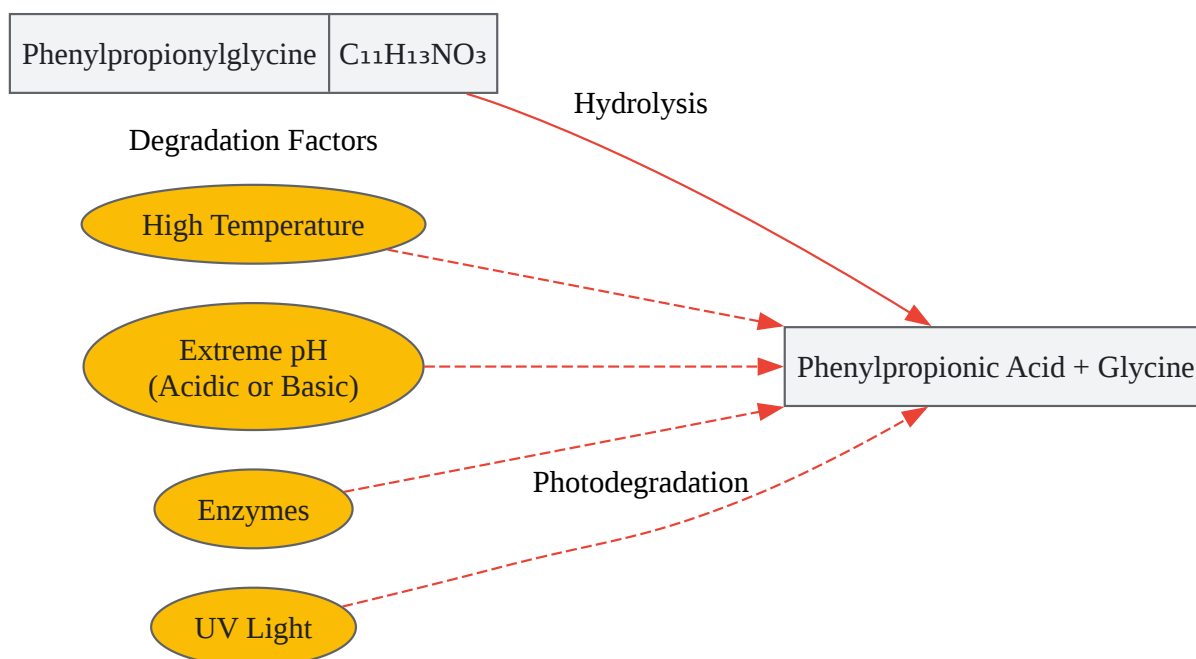 Phenylpropionylglycine
C₁₁H₁₃NO₃
Hydrolysis
Degradation Factors
High Temperature
Extreme pH
(Acidic or Basic)
Phenylpropionic Acid + Glycine
Photodegradation
Enzymes
UV Light